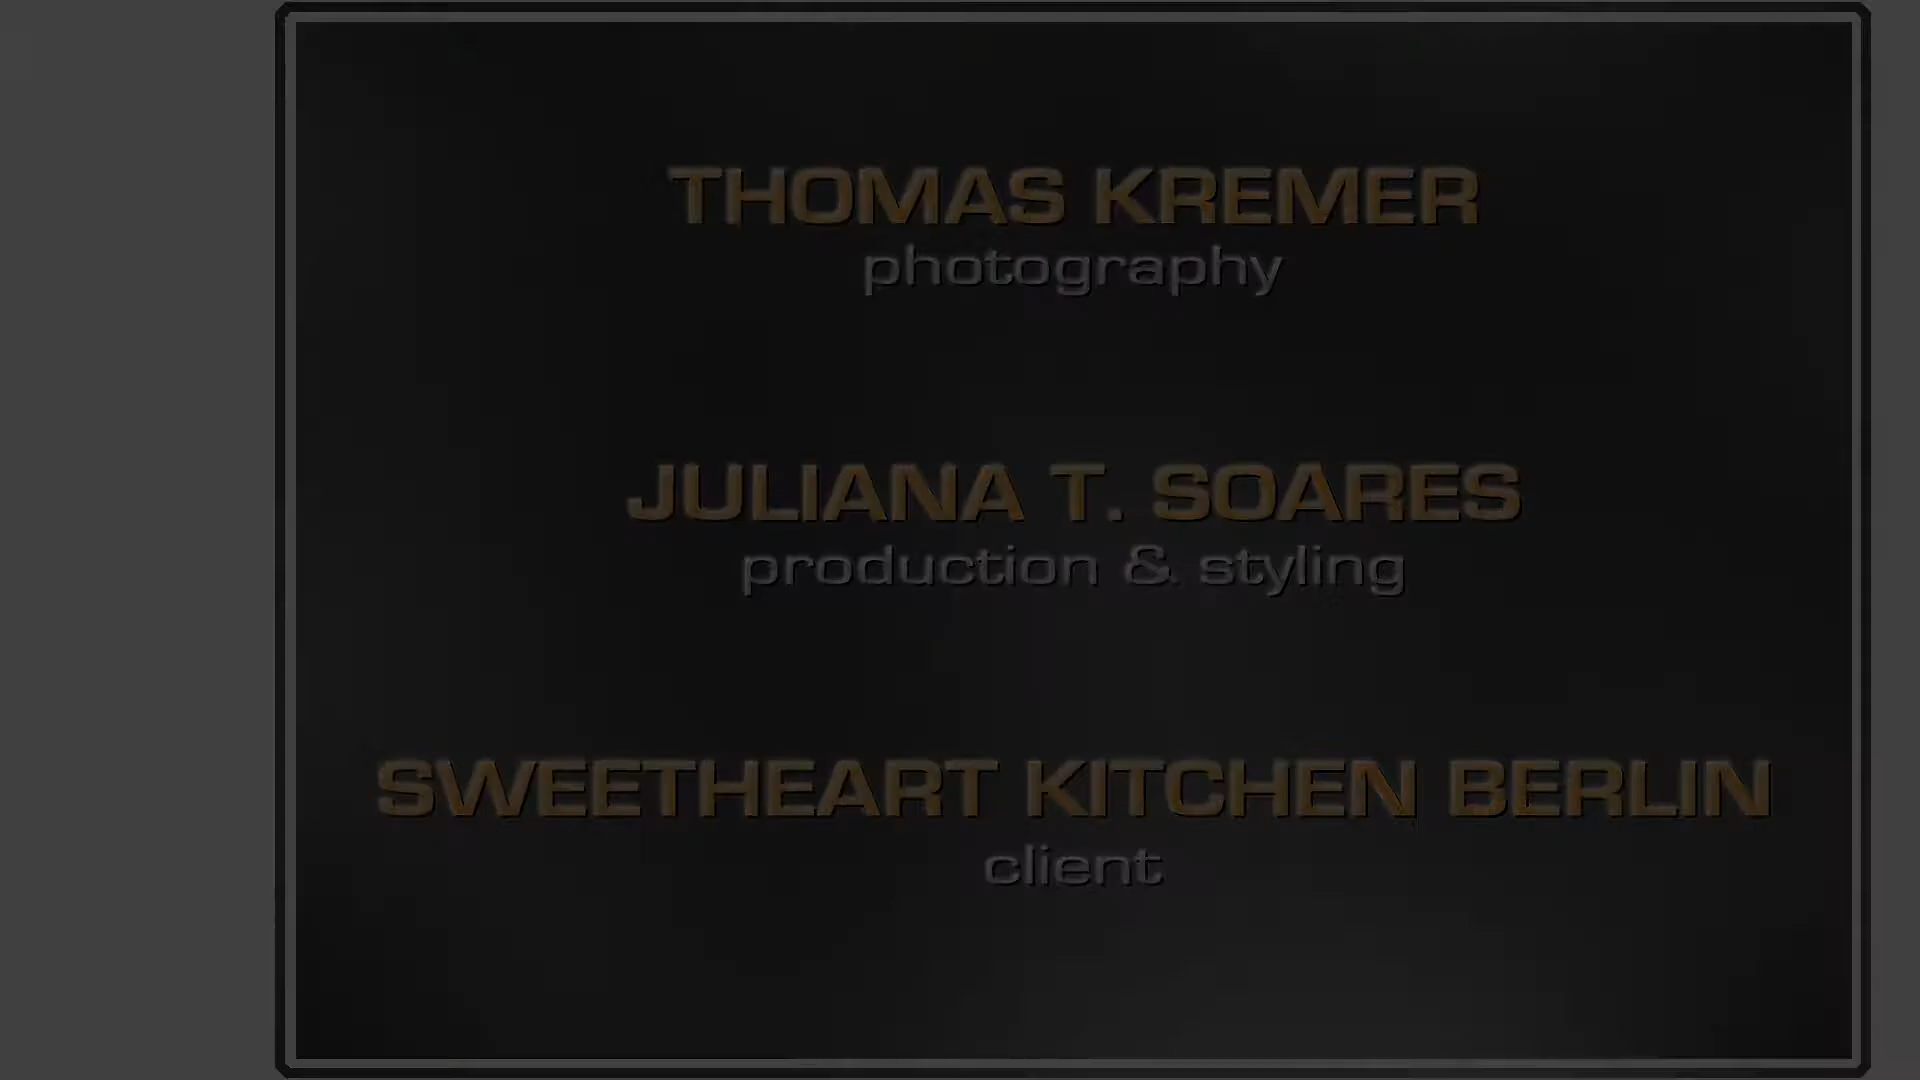 THOMAS KREMER
photography
JULIANA T. SOARES
production & styling
SWEETHEART KITCHEN BERLIN
client